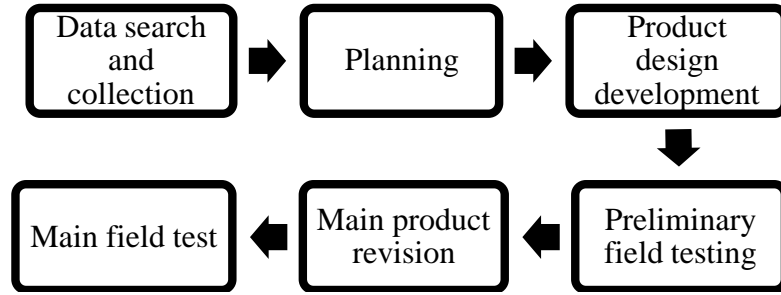 Data search
and
collection
Planning
Product
design
development
Preliminary
field testing
Main product
revision
Main field test